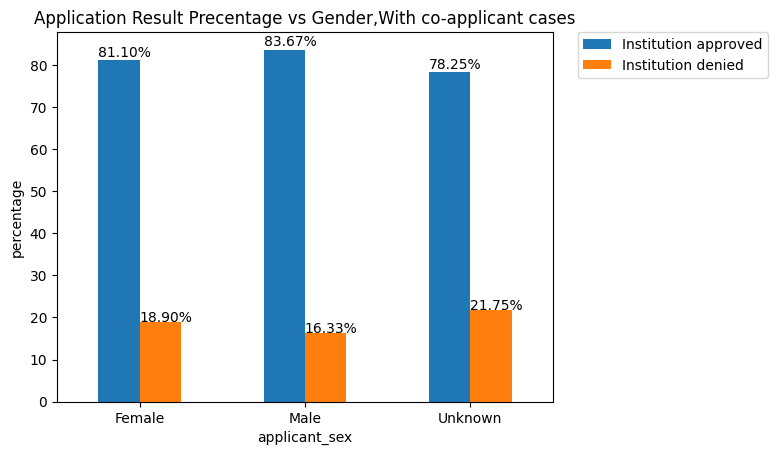 Application Result Precentage vs Gender,With co-applicant cases
Institution approved
Institution denied
81.10%
83.67%
78.25%
18.90%
16.33%
21.75%
percentage
80
70
60
50
40
30
20
10
0
Female
Male
Unknown
applicant_sex